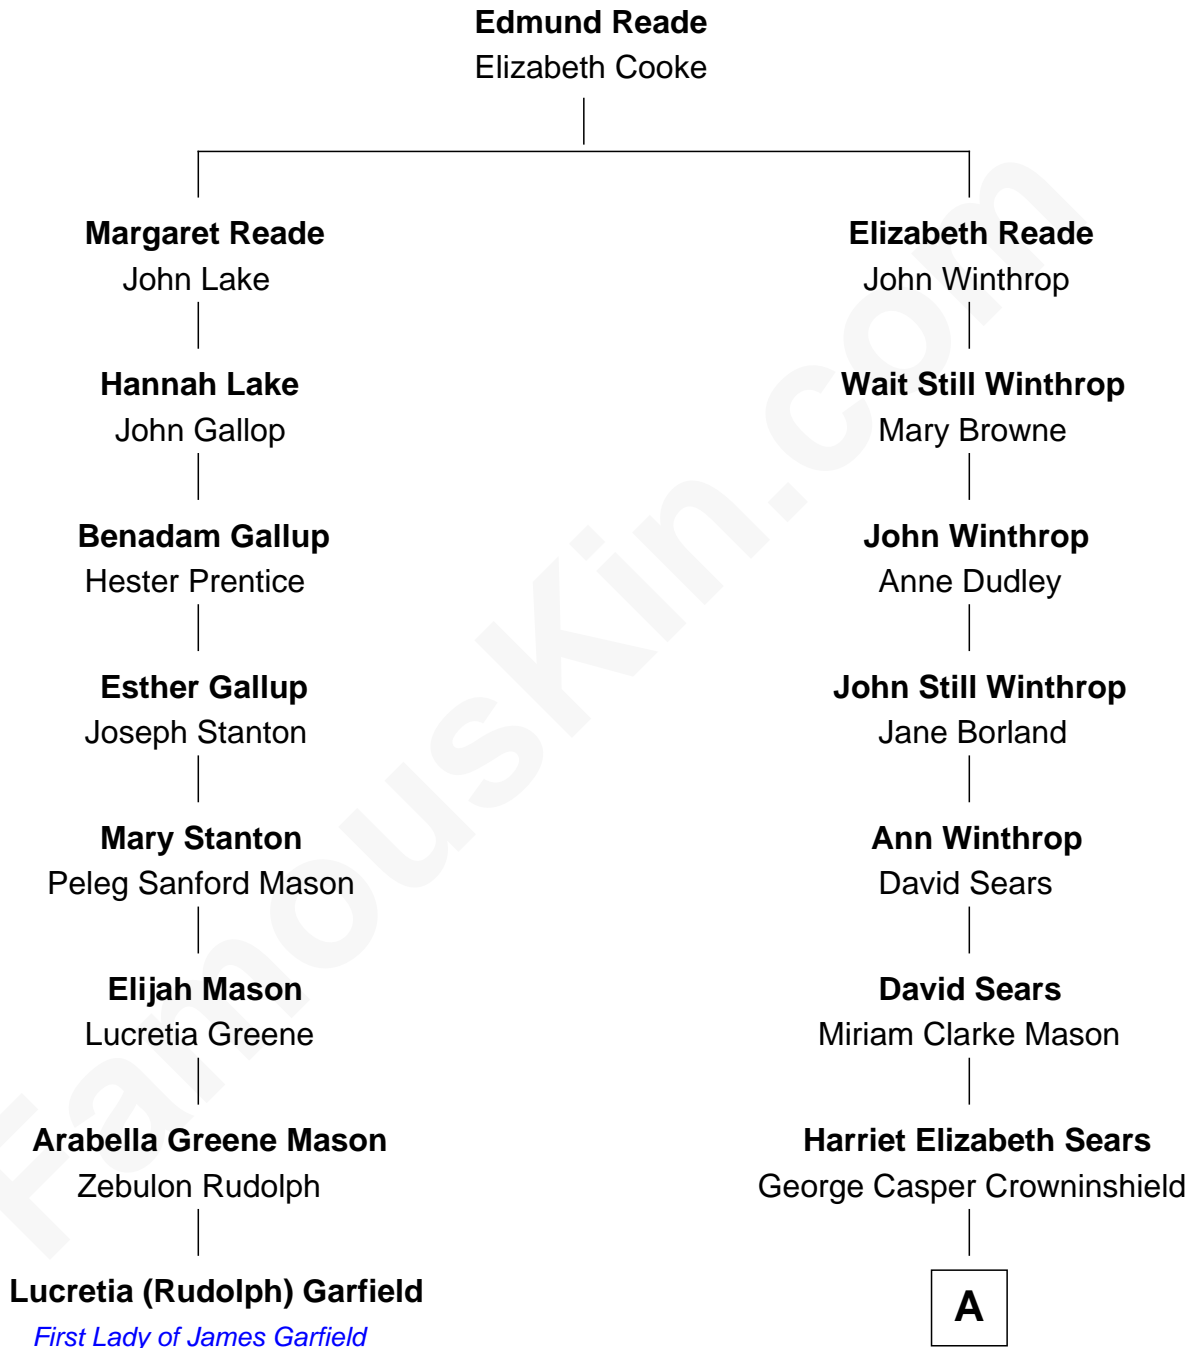 Edmund Reade
Elizabeth Cooke
Margaret Reade
John Lake
Elizabeth Reade
John Winthrop
Hannah Lake
John Gallop
Wait Still Winthrop
Mary Browne
Benadam Gallup
Hester Prentice
John Winthrop
Anne Dudley
Esther Gallup
Joseph Stanton
John Still Winthrop
Jane Borland
Mary Stanton
Peleg Sanford Mason
Ann Winthrop
David Sears
Elijah Mason
Lucretia Greene
David Sears
Miriam Clarke Mason
Arabella Greene Mason
Zebulon Rudolph
Harriet Elizabeth Sears
George Casper Crowninshield
Lucretia (Rudolph) Garfield
First Lady of James Garfield
A
FamousKin.com